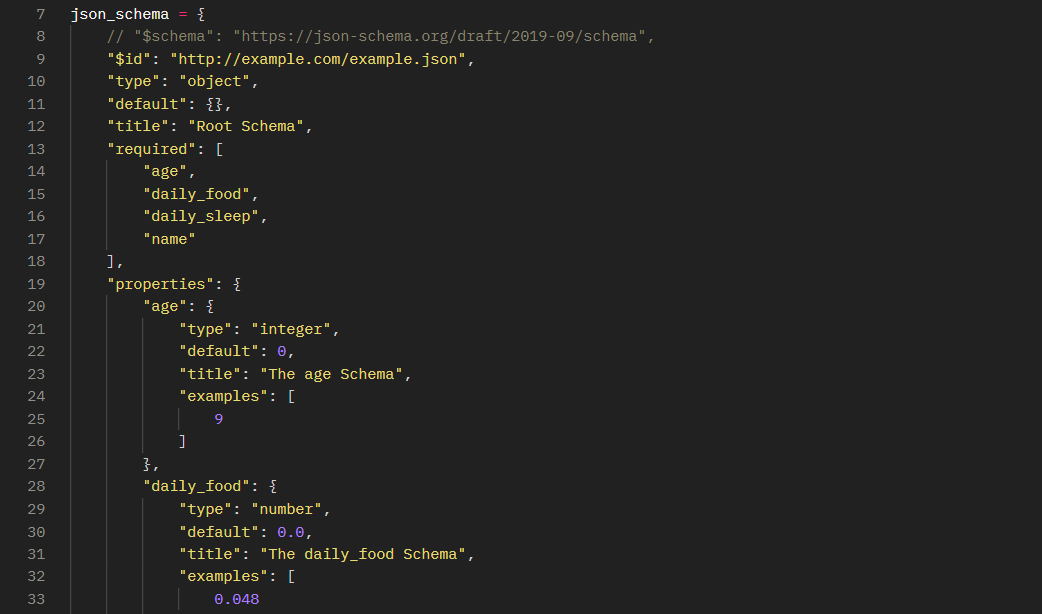 7 json_schema = {
8 // "$schema": "https://json-schema.org/draft/2019-09/schema",
9 "$id": "http://example.com/example.json",
10 "type": "object",
11 "default": {},
12 "title": "Root Schema",
13 "required": [
14 "age",
15 "daily_food",
16 "daily_sleep",
17 "name"
18 ],
19 "properties": {
20 "age": {
21 "type": "integer",
22 "default": 0,
23 "title": "The age Schema",
24 "examples": [
25 9
26 ]
27 },
28 "daily_food": {
29 "type": "number",
30 "default": 0.0,
31 "title": "The daily_food Schema",
32 "examples": [
33 0.048